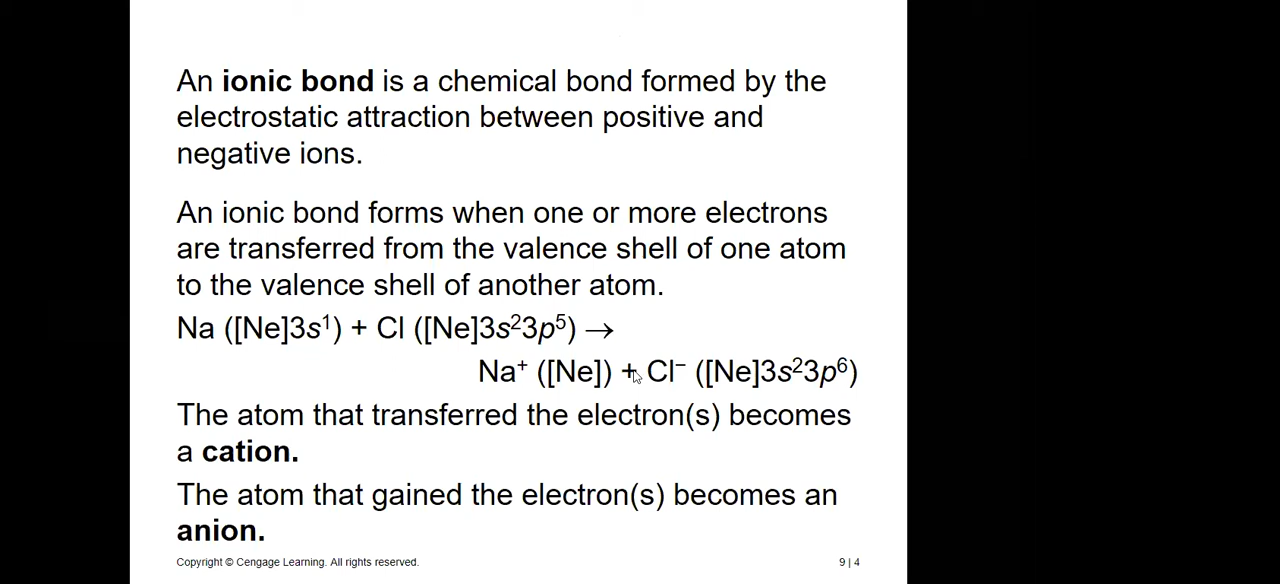 An ionic bond is a chemical bond formed by the
electrostatic attraction between positive and
negative ions.
An ionic bond forms when one or more electrons
are transferred from the valence shell of one atom
to the valence shell of another atom.
Na ([Ne]3s¹) + Cl ([Ne]3s²3p⁵) →
Na⁺ ([Ne]) + Cl⁻ ([Ne]3s²3p⁶)
The atom that transferred the electron(s) becomes
a cation.
The atom that gained the electron(s) becomes an
anion.
Copyright © Cengage Learning. All rights reserved.
9 | 4